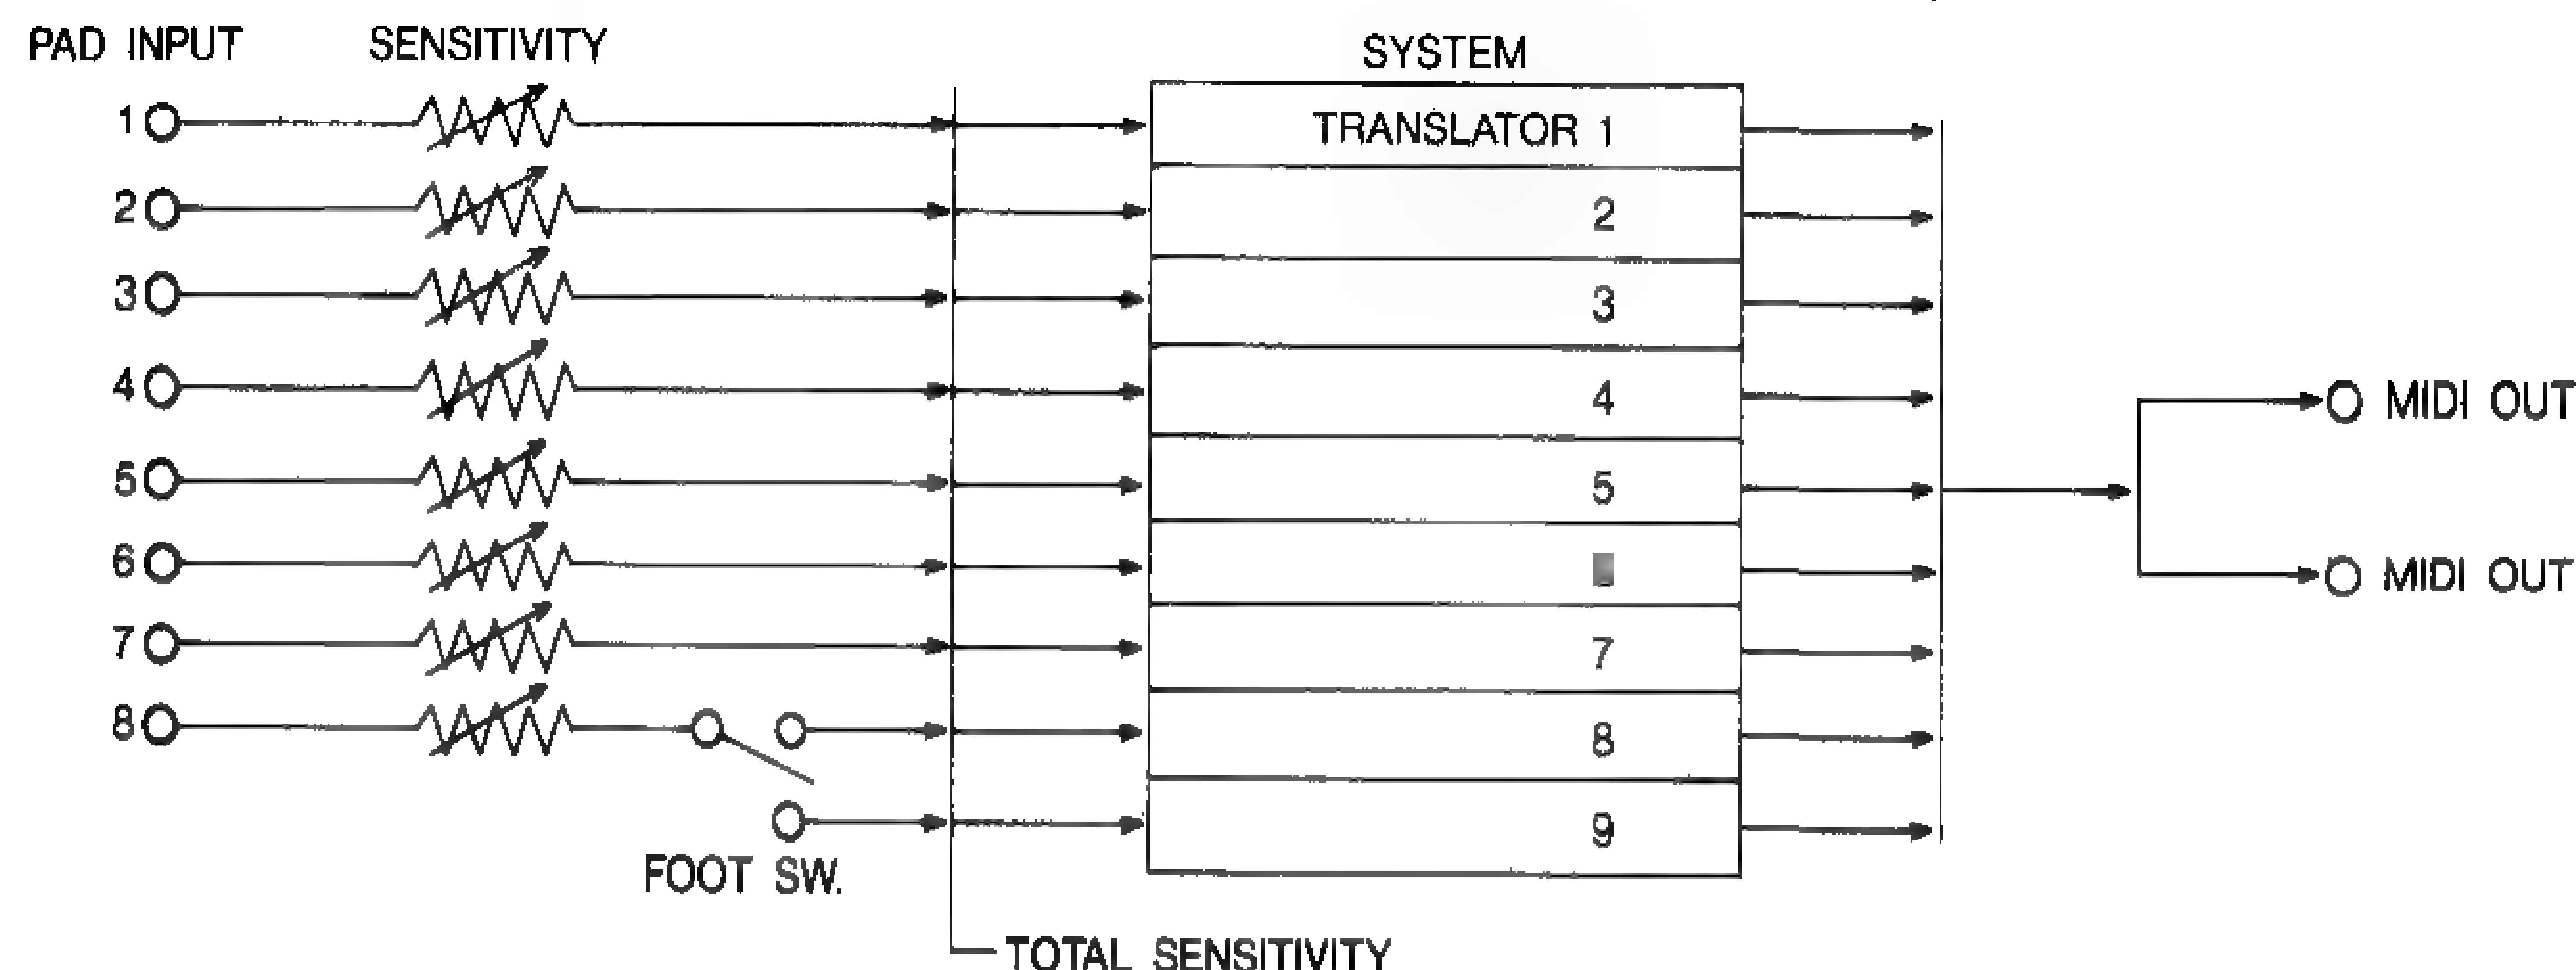 PAD INPUT
SENSITIVITY
SYSTEM
1
TRANSLATOR 1
2
2
3
3
4
4
MIDI OUT
5
5
6
MIDI OUT
7
7
8
8
9
FOOT SW.
TOTAL SENSITIVITY